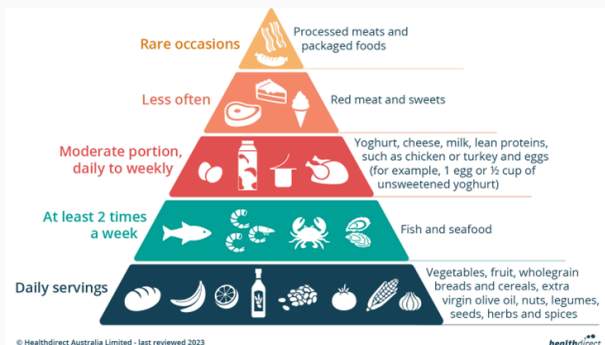 Rare occasions
Processed meats and
packaged foods
Less often
Red meat and sweets
Moderate portion,
daily to weekly
Yoghurt, cheese, milk, lean proteins,
such as chicken or turkey and eggs
(for example, 1 egg or ½ cup of
unsweetened yoghurt)
At least 2 times
a week
Fish and seafood
Daily servings
Vegetables, fruit, wholegrain
breads and cereals, extra
virgin olive oil, nuts, legumes,
seeds, herbs and spices
© Healthdirect Australia Limited - last reviewed 2023
healthdirect